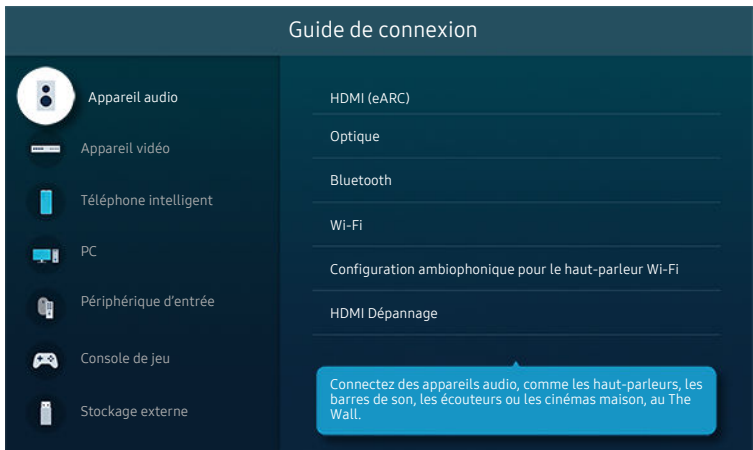 Guide de connexion
Appareil audio
Appareil vidéo
Téléphone intelligent
PC
Périphérique d'entrée
Console de jeu
Stockage externe
HDMI (eARC)
Optique
Bluetooth
Wi-Fi
Configuration ambiophonique pour le haut-parleur Wi-Fi
HDMI Dépannage
Connectez des appareils audio, comme les haut-parleurs, les
barres de son, les écouteurs ou les cinémas maison, au The
Wall.